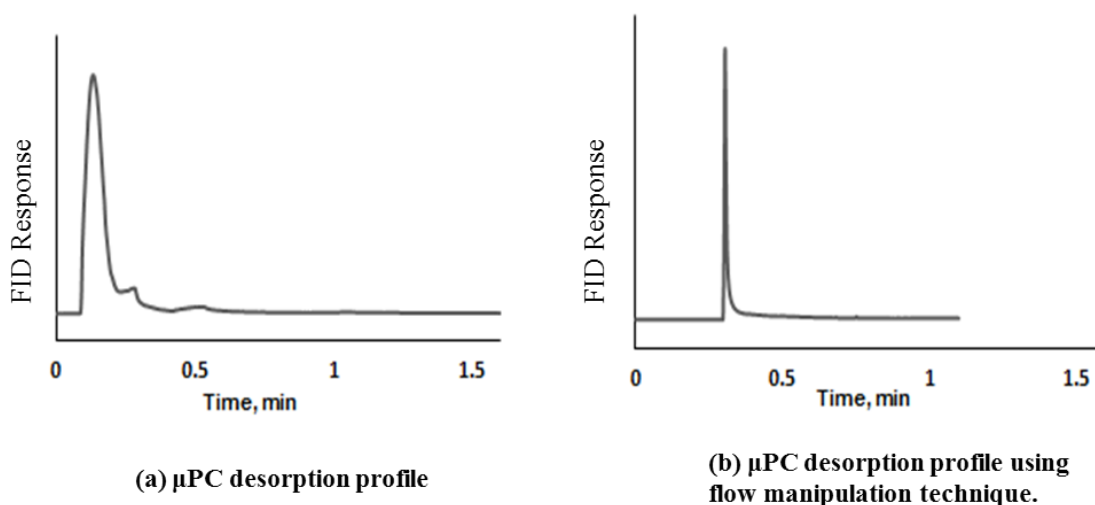 FID Response
0 0.5 1 1.5
Time, min
(a) µPC desorption profile
FID Response
0 0.5 1 1.5
Time, min
(b) µPC desorption profile using
flow manipulation technique.